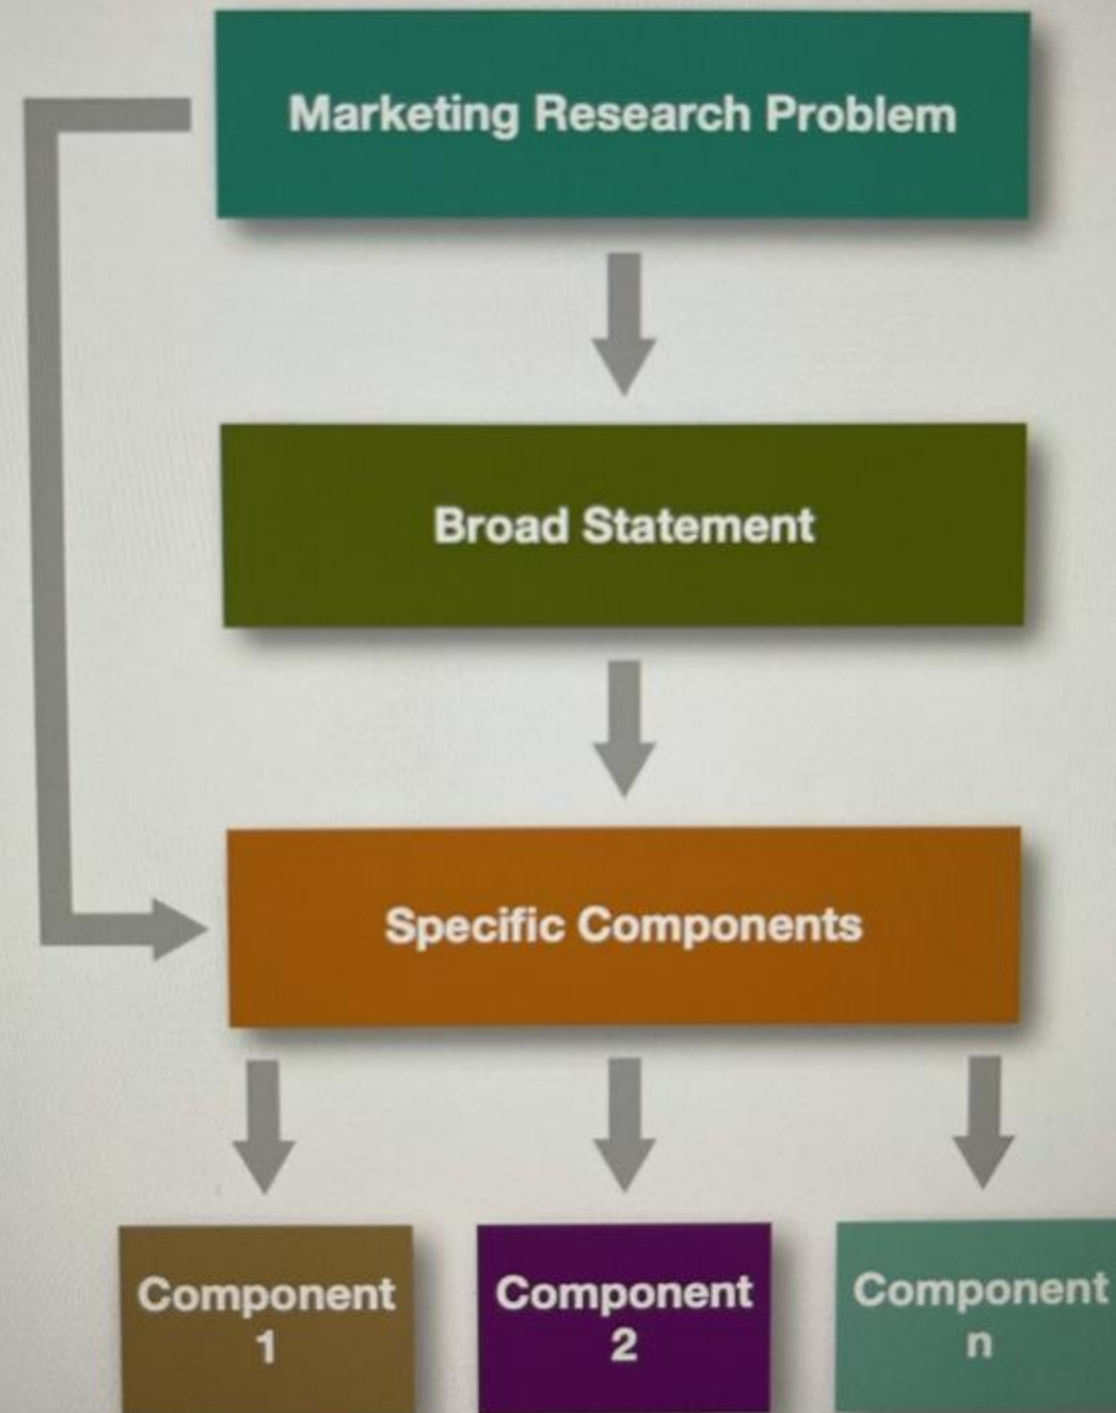 Marketing Research Problem
Broad Statement
Specific Components
Component
1
Component
2
Component
n